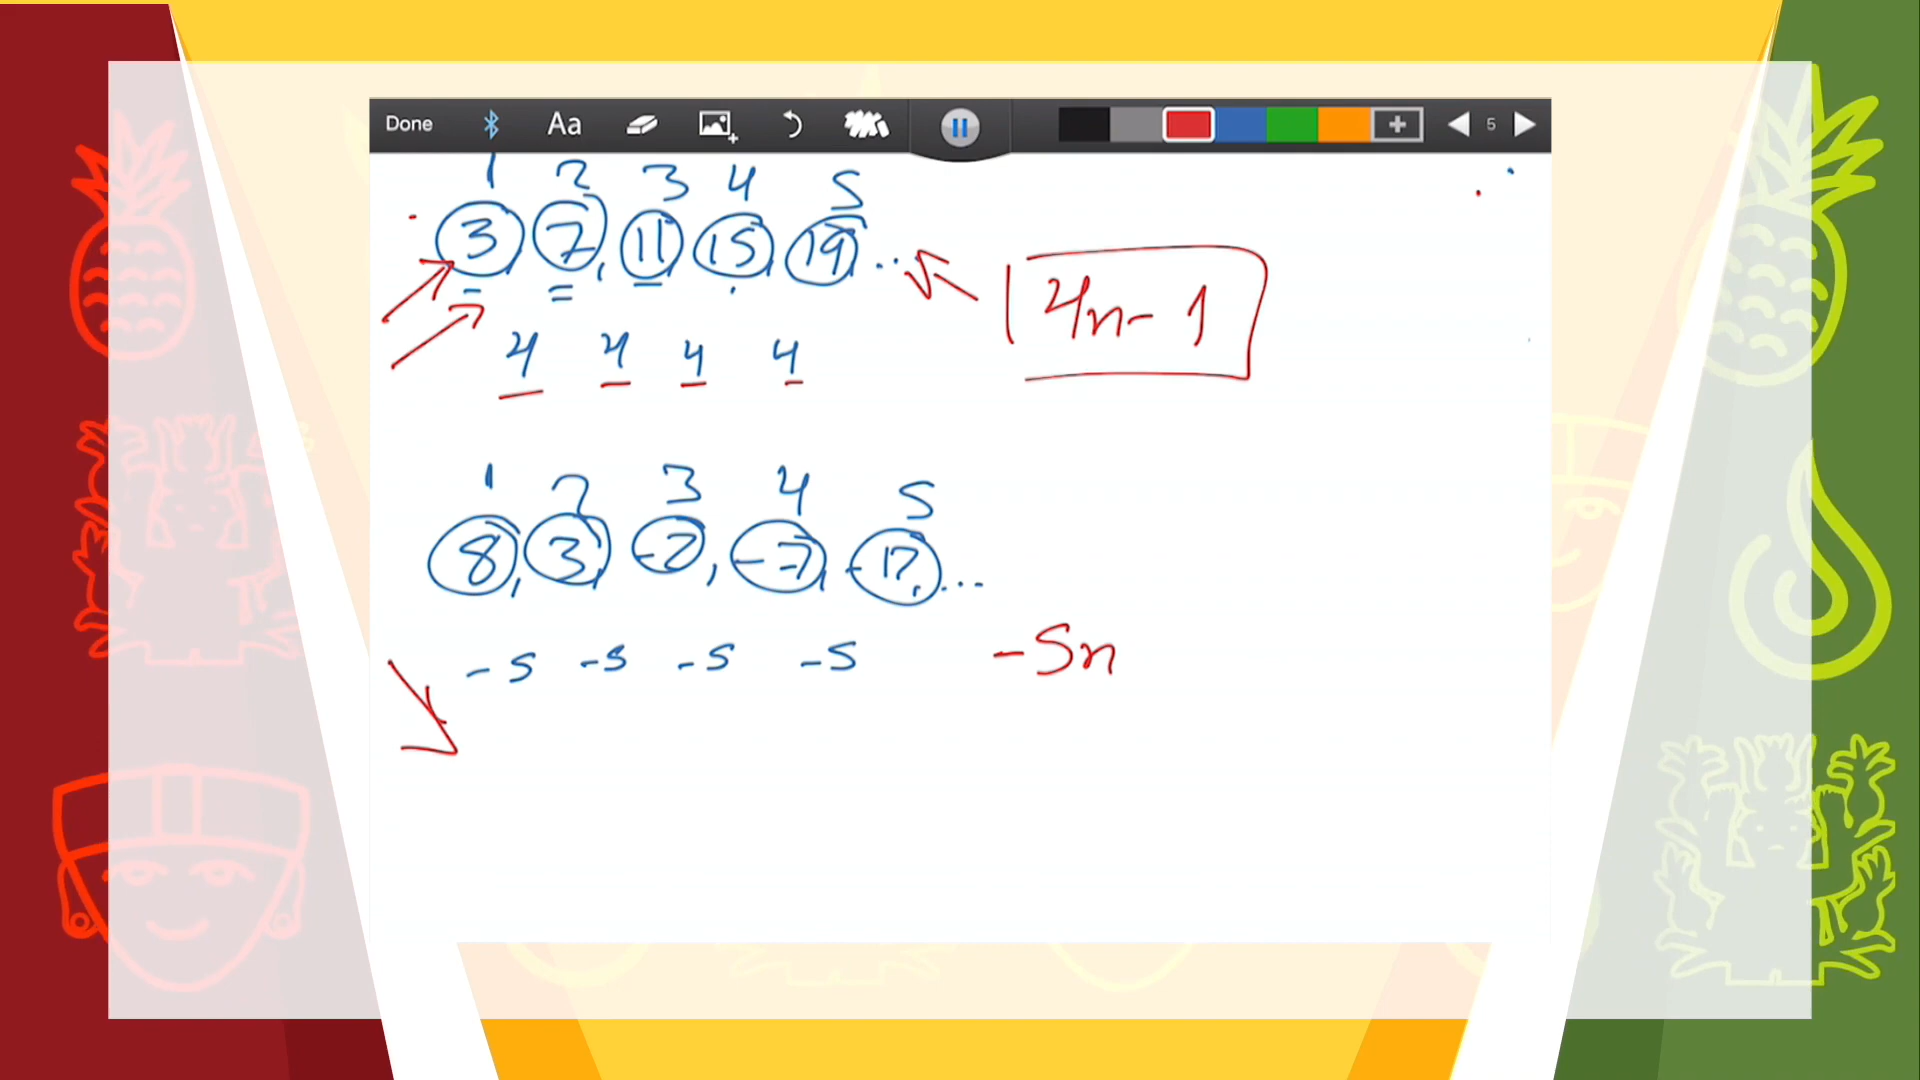 Done Aa 5
1 2 3 4 5
3, 7, 11, 15, 19, ...
4n-1
4 4 4 4
1 2 3 4 5
8, 3, -2, -7, -17, ...
-5 -5 -5 -5
-5n